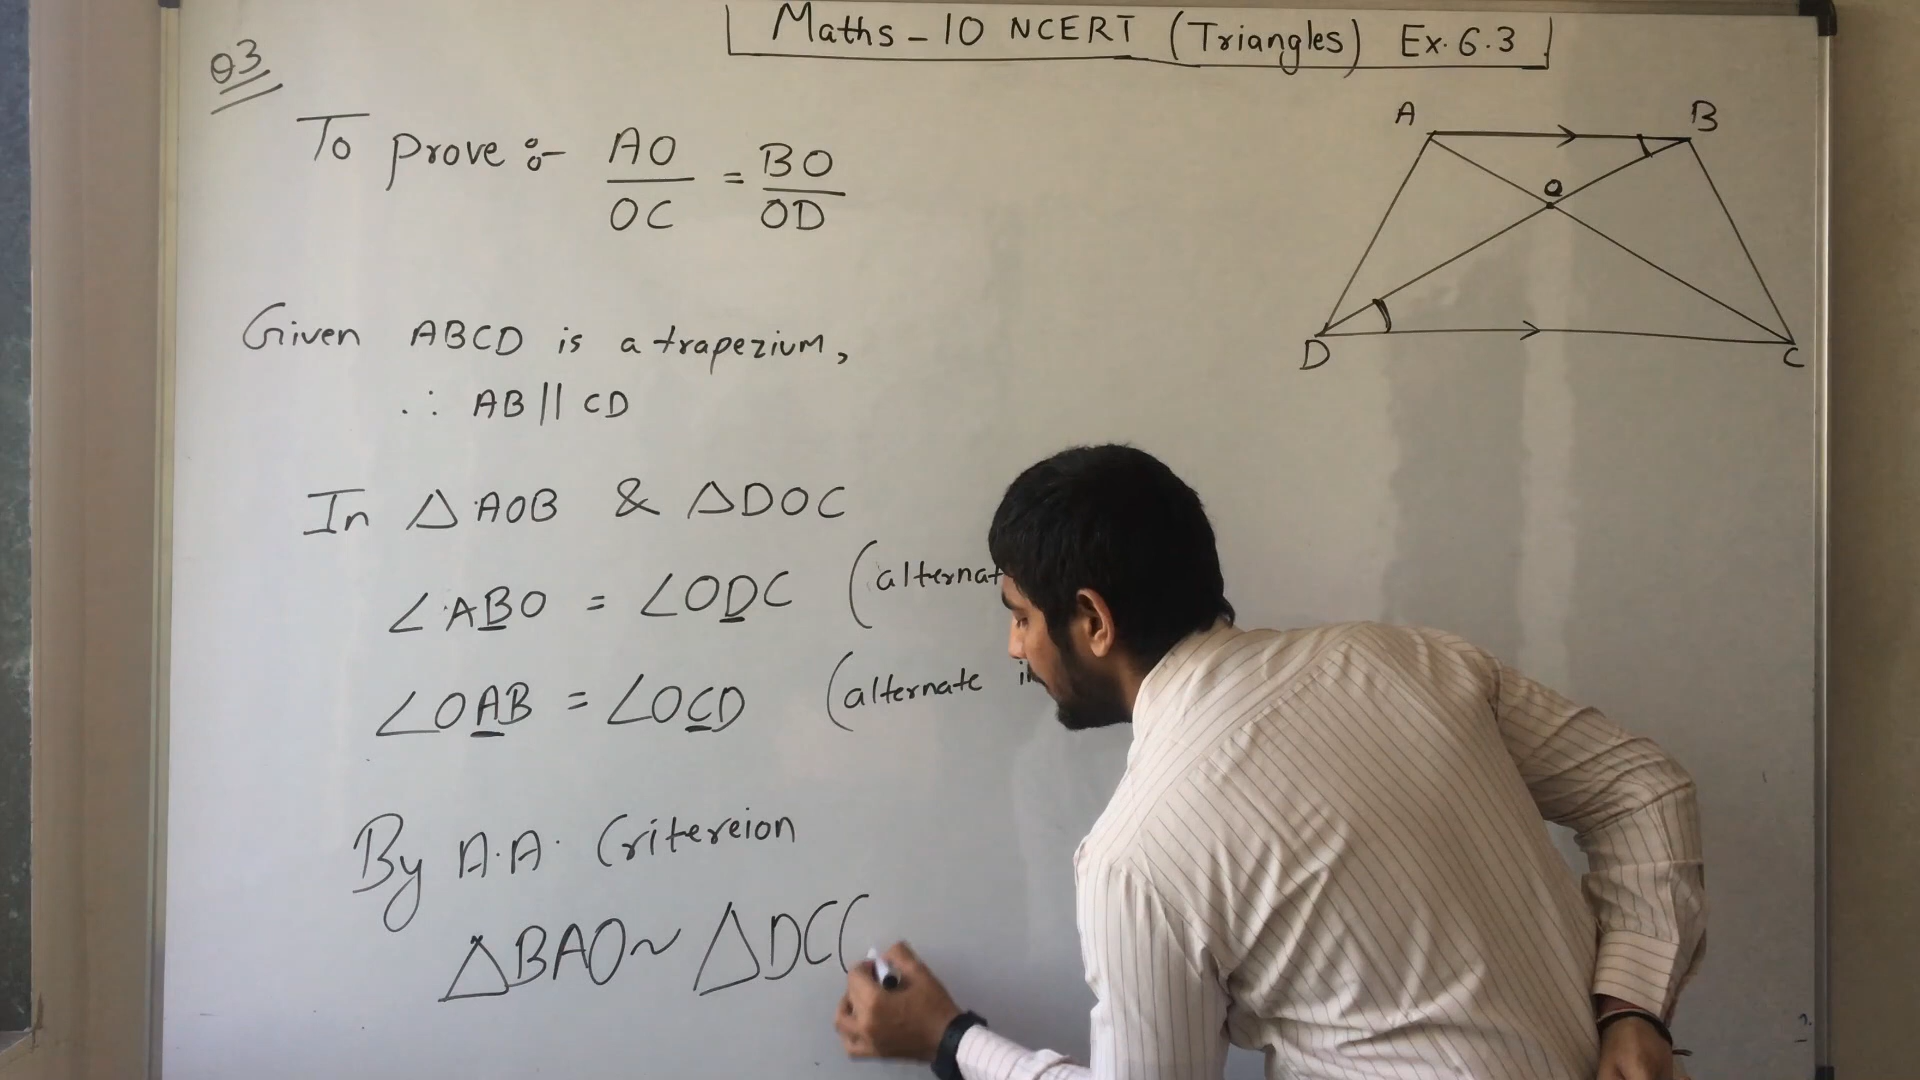 Maths - 10 NCERT (Triangles) Ex. 6.3
Q3
To prove :- AO/OC = BO/OD
A B
O
D C
Given ABCD is a trapezium,
∴ AB || CD
In △AOB & △DOC
∠ABO = ∠ODC (alternat
∠OAB = ∠OCD (alternate
By A.A. Critereion
△BAO ~ △DC